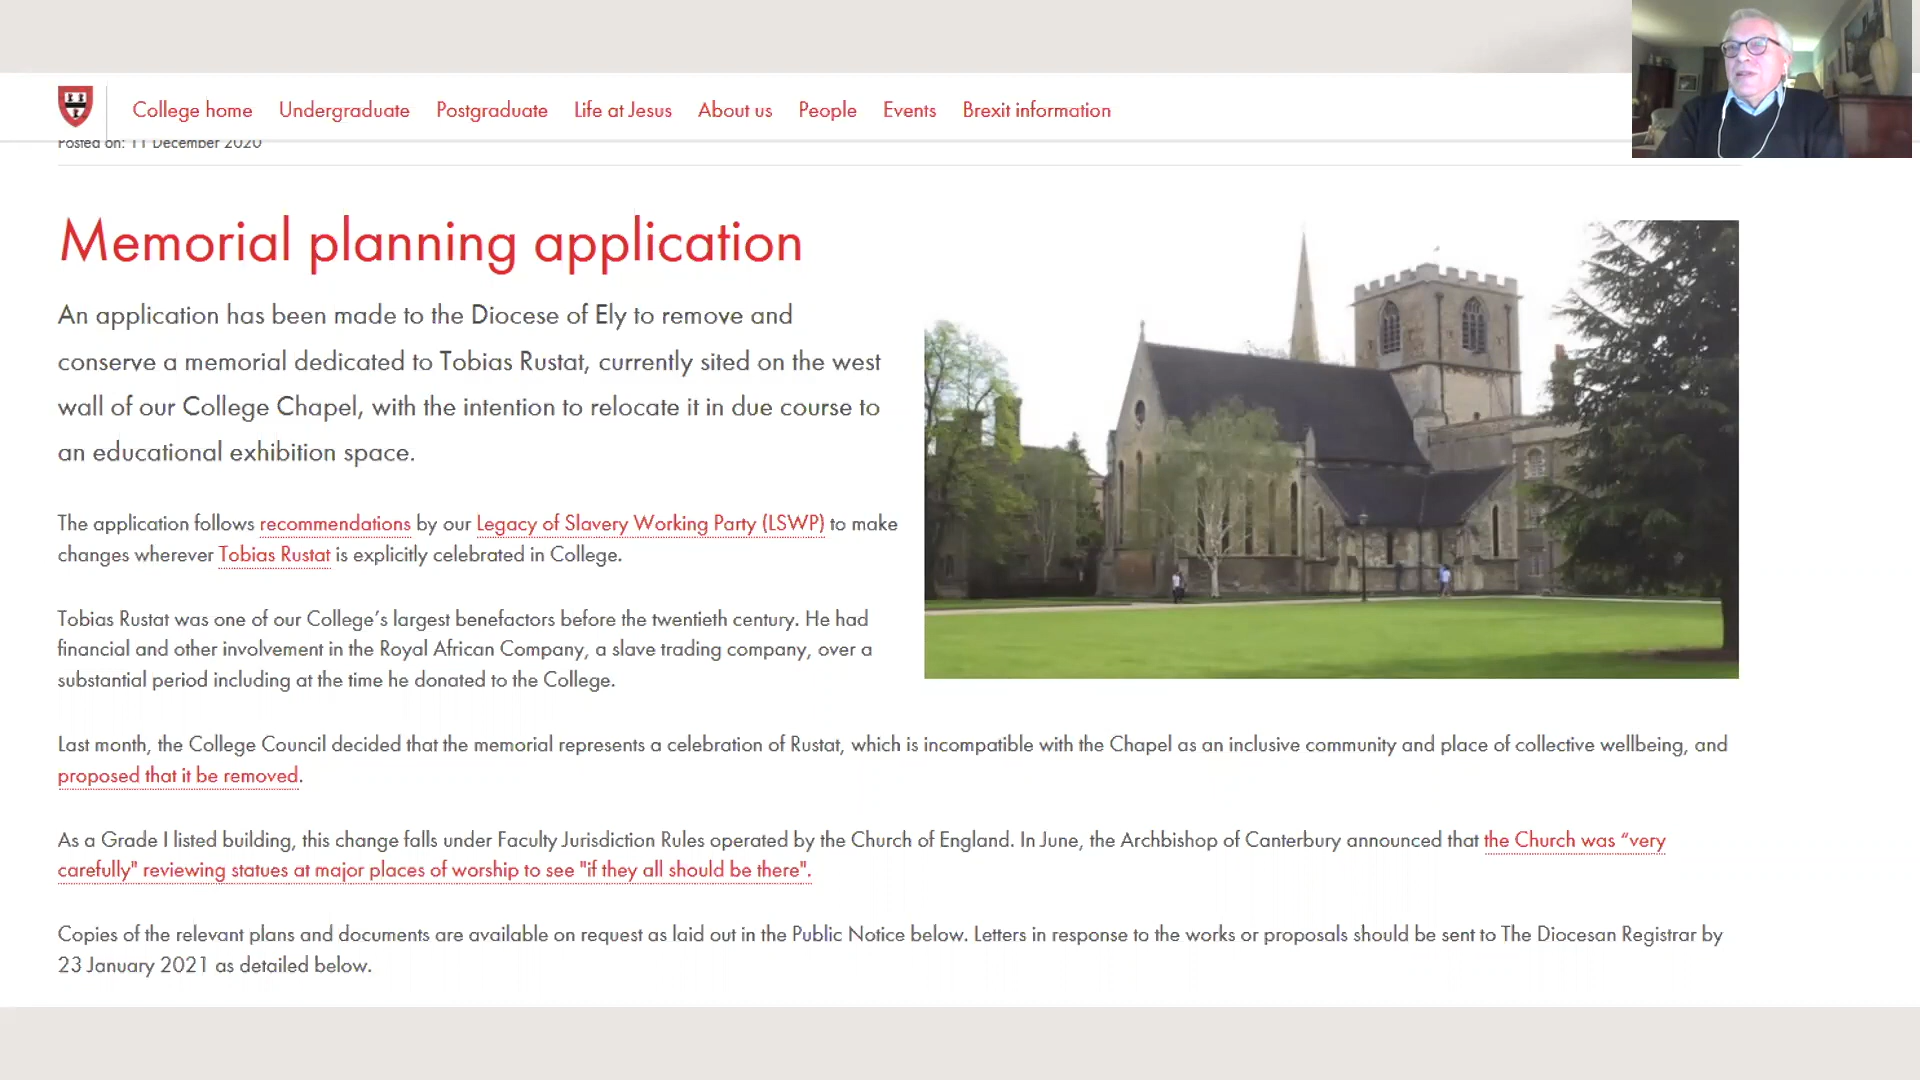 College home Undergraduate Postgraduate Life at Jesus About us People Events Brexit information
Posted on: 11 December 2020
Memorial planning application
An application has been made to the Diocese of Ely to remove and
conserve a memorial dedicated to Tobias Rustat, currently sited on the west
wall of our College Chapel, with the intention to relocate it in due course to
an educational exhibition space.
The application follows recommendations by our Legacy of Slavery Working Party (LSWP) to make
changes wherever Tobias Rustat is explicitly celebrated in College.
Tobias Rustat was one of our College’s largest benefactors before the twentieth century. He had
financial and other involvement in the Royal African Company, a slave trading company, over a
substantial period including at the time he donated to the College.
Last month, the College Council decided that the memorial represents a celebration of Rustat, which is incompatible with the Chapel as an inclusive community and place of collective wellbeing, and
proposed that it be removed.
As a Grade I listed building, this change falls under Faculty Jurisdiction Rules operated by the Church of England. In June, the Archbishop of Canterbury announced that the Church was “very
carefully" reviewing statues at major places of worship to see "if they all should be there".
Copies of the relevant plans and documents are available on request as laid out in the Public Notice below. Letters in response to the works or proposals should be sent to The Diocesan Registrar by
23 January 2021 as detailed below.